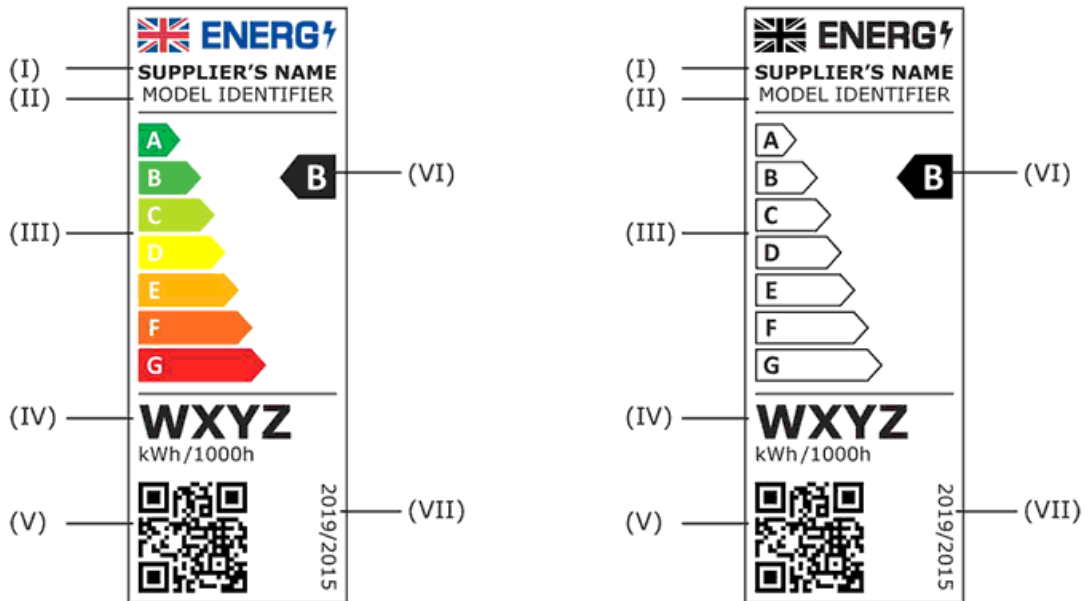 ENERG
(I)
SUPPLIER'S NAME
(II)
MODEL IDENTIFIER
A
B
B
(VI)
C
(III)
D
E
F
G
(IV)
WXYZ
kWh/1000h
(V)
2019/2015
(VII)
ENERG
(I)
SUPPLIER'S NAME
(II)
MODEL IDENTIFIER
A
B
B
(VI)
C
(III)
D
E
F
G
(IV)
WXYZ
kWh/1000h
(V)
2019/2015
(VII)